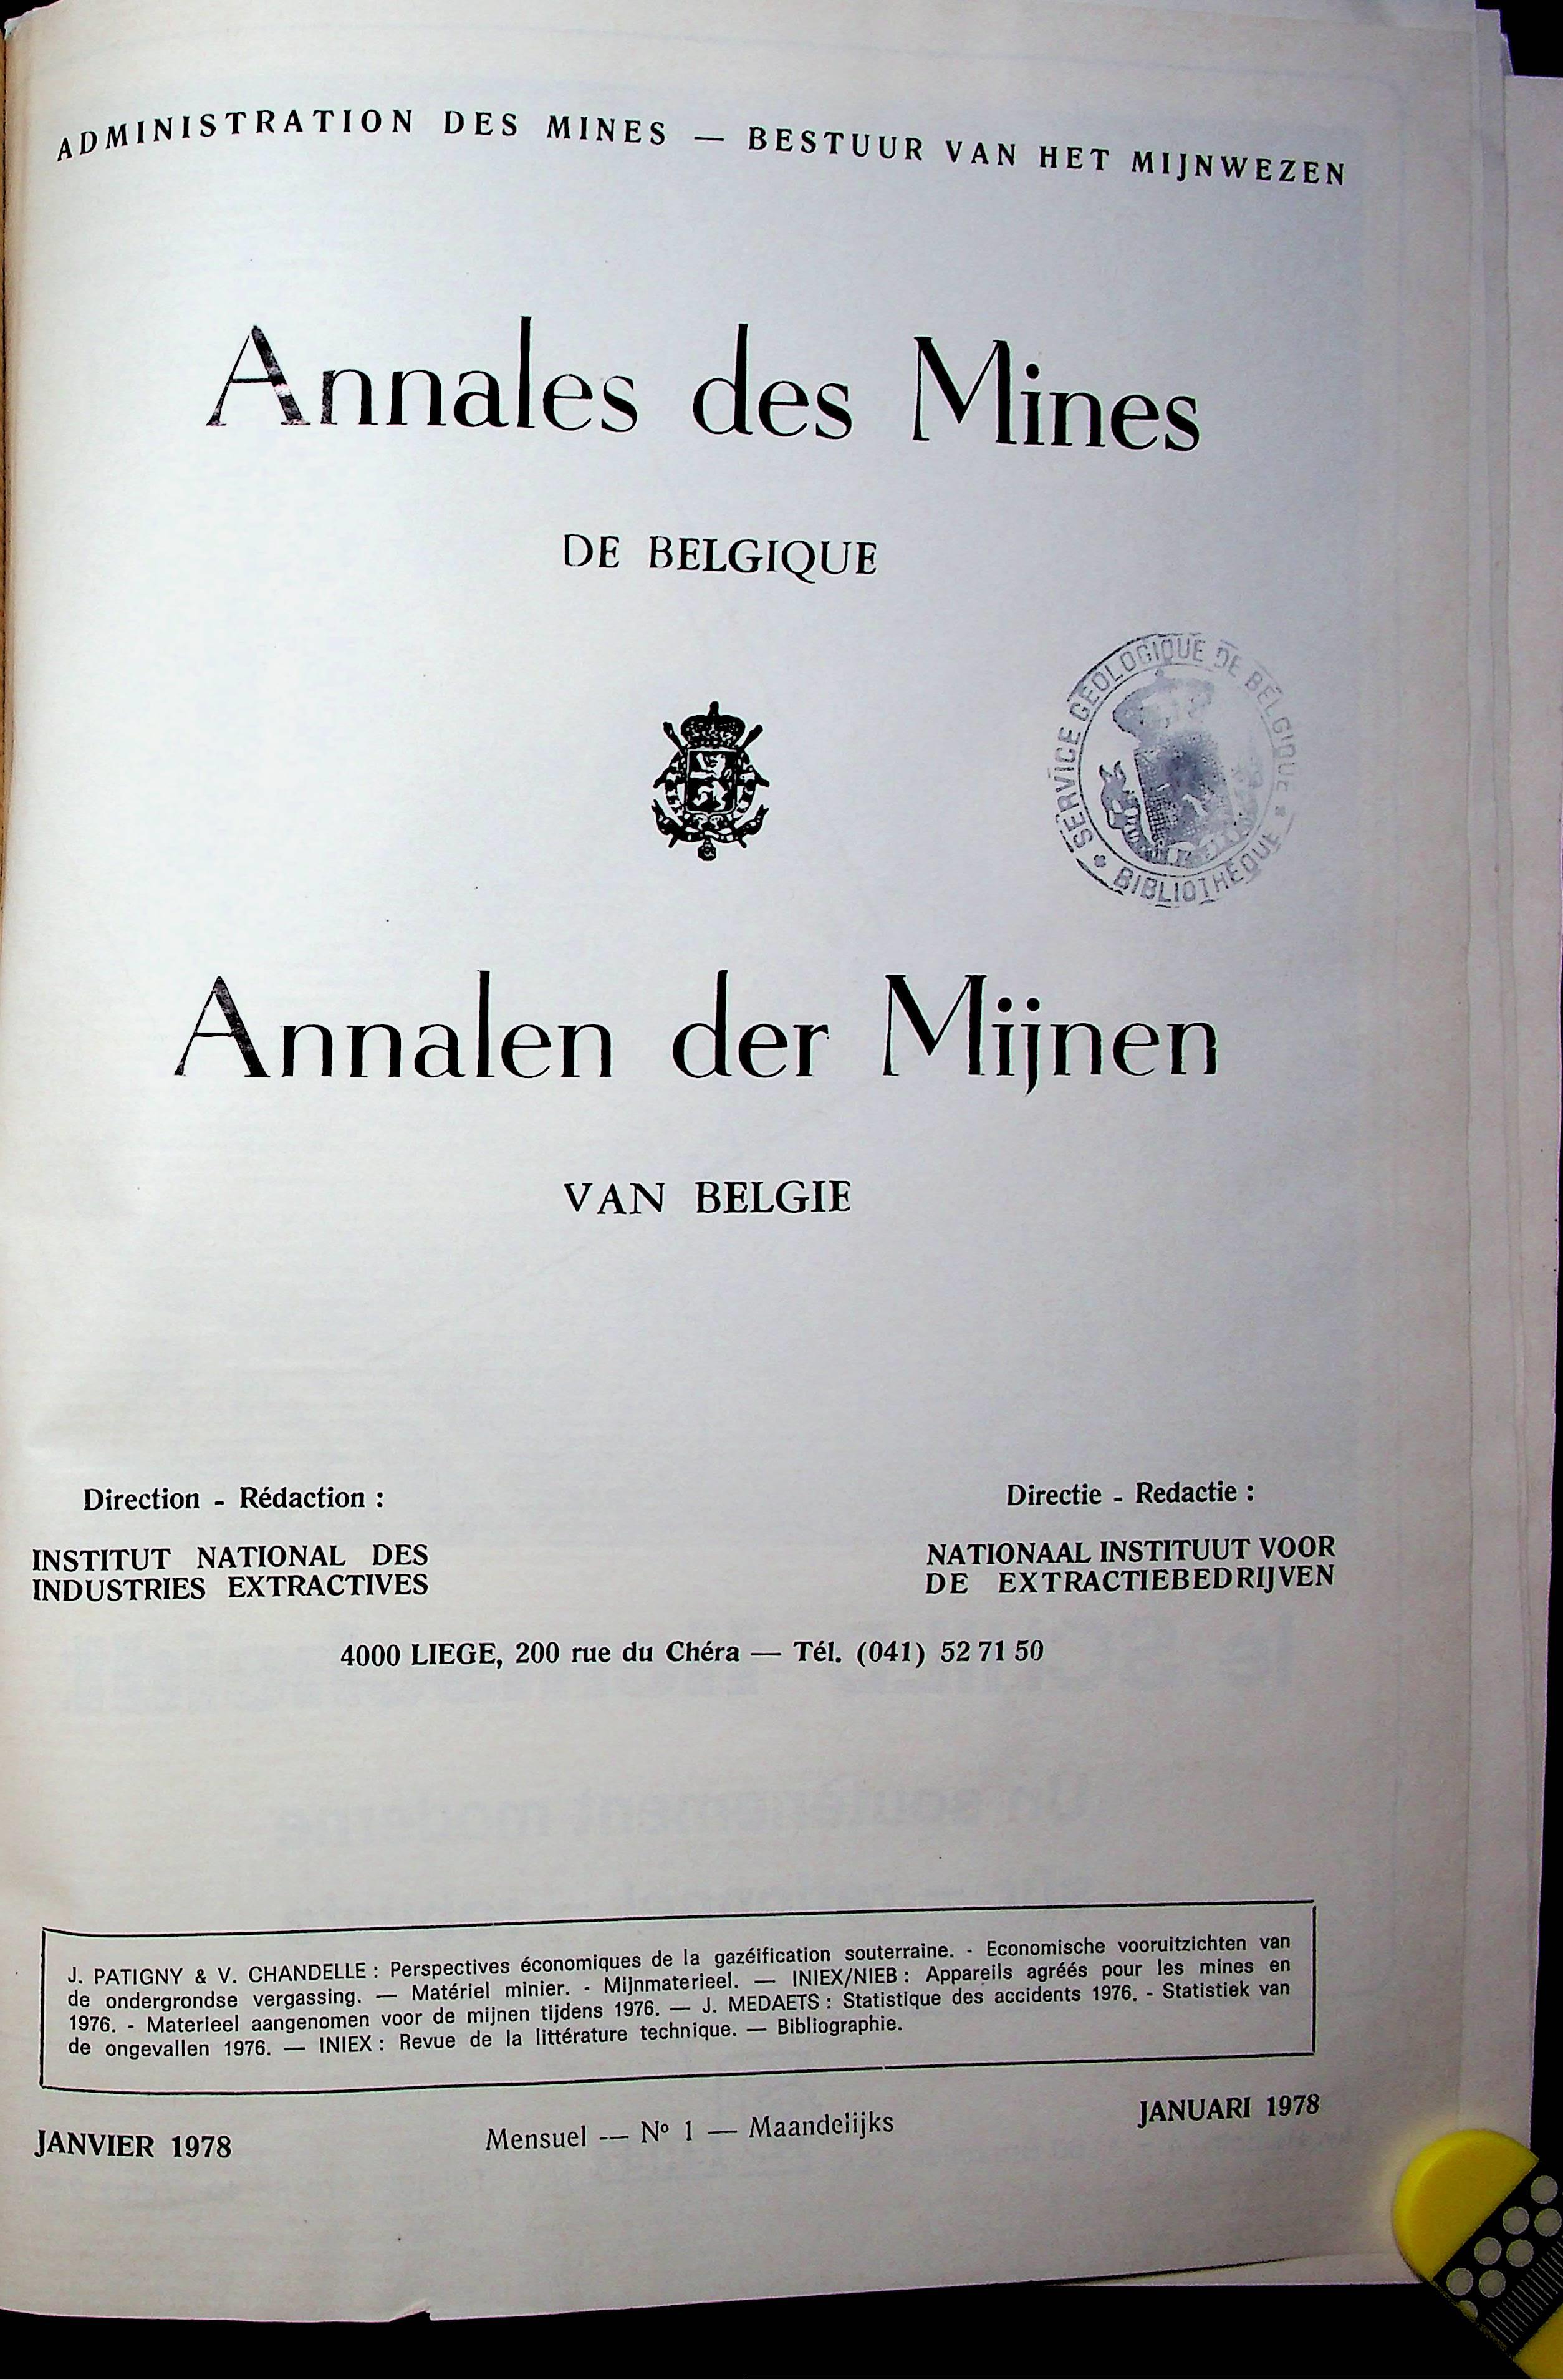 ADMINISTRATION DES MINES — BESTUUR VAN HET MIJNWEZEN
Annales des Mines
DE BELGIQUE
* SERVICE GEOLOGIQUE DE BELGIQUE *
BIBLIOTHEQUE
Annalen der Mijnen
VAN BELGIE
Direction - Rédaction :
INSTITUT NATIONAL DES
INDUSTRIES EXTRACTIVES
Directie - Redactie :
NATIONAAL INSTITUUT VOOR
DE EXTRACTIEBEDRIJVEN
4000 LIEGE, 200 rue du Chéra — Tél. (041) 52 71 50
J. PATIGNY & V. CHANDELLE : Perspectives économiques de la gazéification souterraine. - Economische vooruitzichten van
de ondergrondse vergassing. — Matériel minier. - Mijnmaterieel. — INIEX/NIEB : Appareils agréés pour les mines en
1976. - Materieel aangenomen voor de mijnen tijdens 1976. — J. MEDAETS : Statistique des accidents 1976. - Statistiek van
de ongevallen 1976. — INIEX : Revue de la littérature technique. — Bibliographie.
JANVIER 1978
Mensuel — Nº 1 — Maandelijks
JANUARI 1978